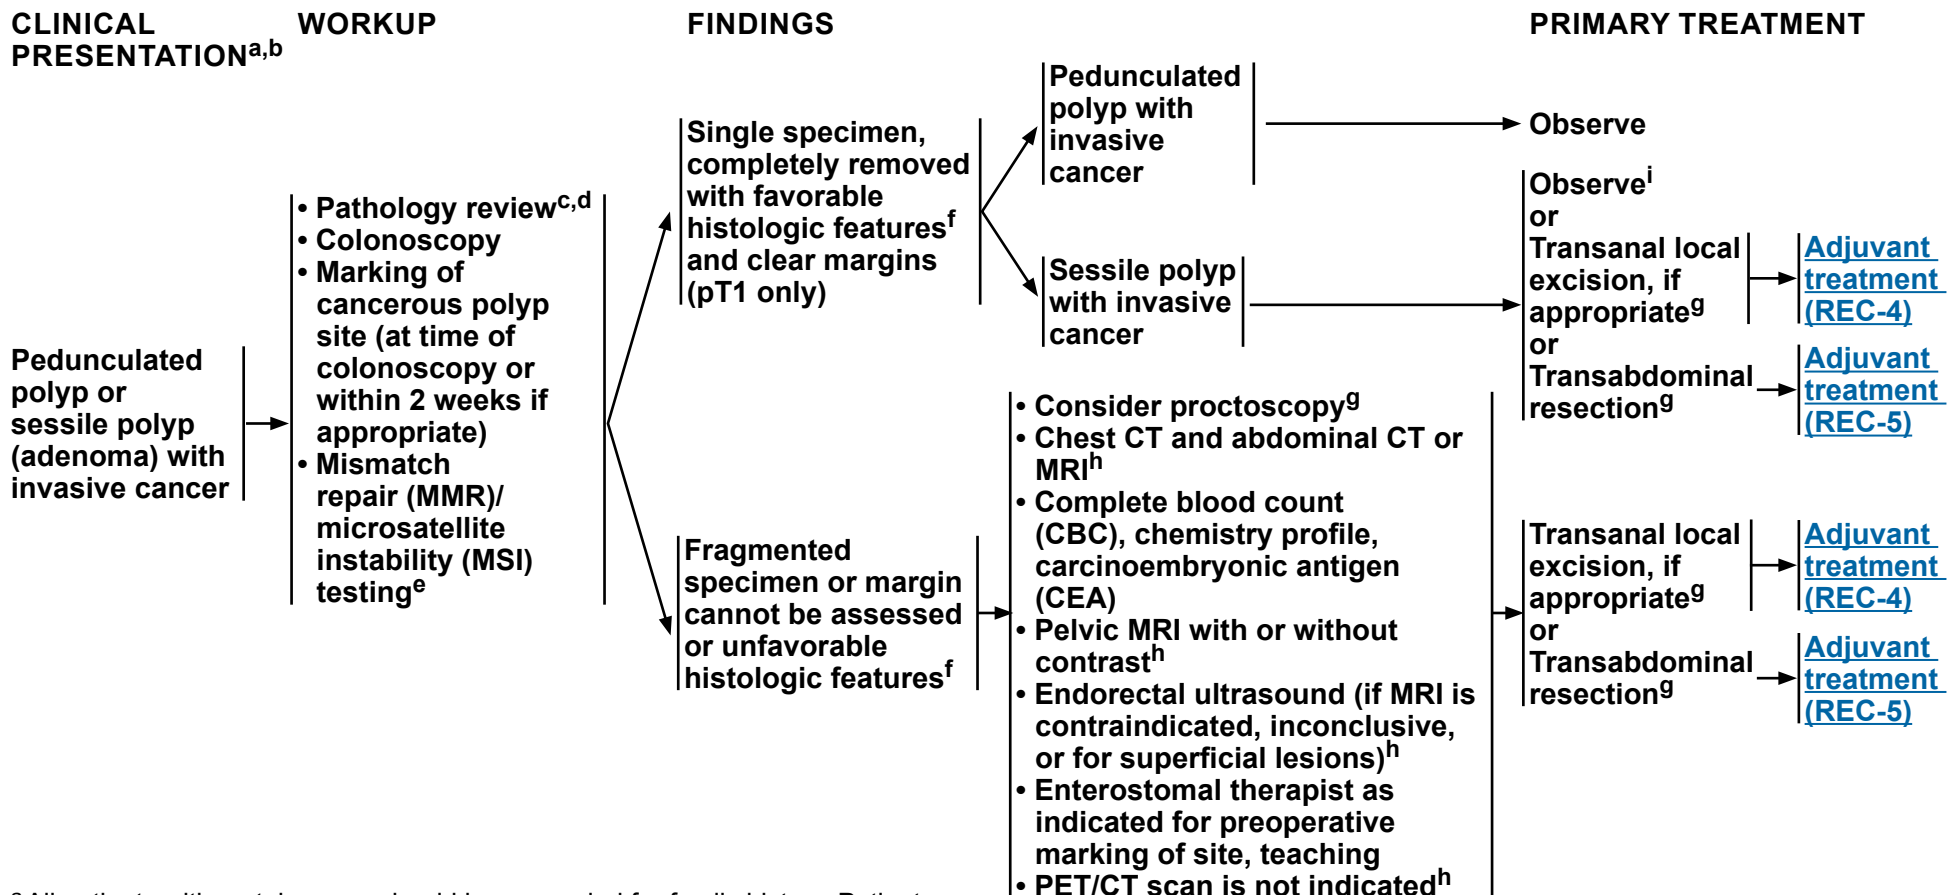 CLINICAL
PRESENTATIONa,b
WORKUP
FINDINGS
PRIMARY TREATMENT
Pedunculated
polyp or
sessile polyp
(adenoma) with
invasive cancer
• Pathology reviewc,d
• Colonoscopy
• Marking of
cancerous polyp
site (at time of
colonoscopy or
within 2 weeks if
appropriate)
• Mismatch
repair (MMR)/
microsatellite
instability (MSI)
testinge
Single specimen,
completely removed
with favorable
histologic featuresf
and clear margins
(pT1 only)
Pedunculated
polyp with
invasive
cancer
Observe
Sessile polyp
with invasive
cancer
Observei
or
Transanal local
excision, if
appropriateg
or
Transabdominal
resectiong
Adjuvant
treatment
(REC-4)
Adjuvant
treatment
(REC-5)
Fragmented
specimen or margin
cannot be assessed
or unfavorable
histologic featuresf
• Consider proctoscopyg
• Chest CT and abdominal CT or
MRIh
• Complete blood count
(CBC), chemistry profile,
carcinoembryonic antigen
(CEA)
• Pelvic MRI with or without
contrasth
• Endorectal ultrasound (if MRI is
contraindicated, inconclusive,
or for superficial lesions)h
• Enterostomal therapist as
indicated for preoperative
marking of site, teaching
• PET/CT scan is not indicatedh
Transanal local
excision, if
appropriateg
or
Transabdominal
resectiong
Adjuvant
treatment
(REC-4)
Adjuvant
treatment
(REC-5)